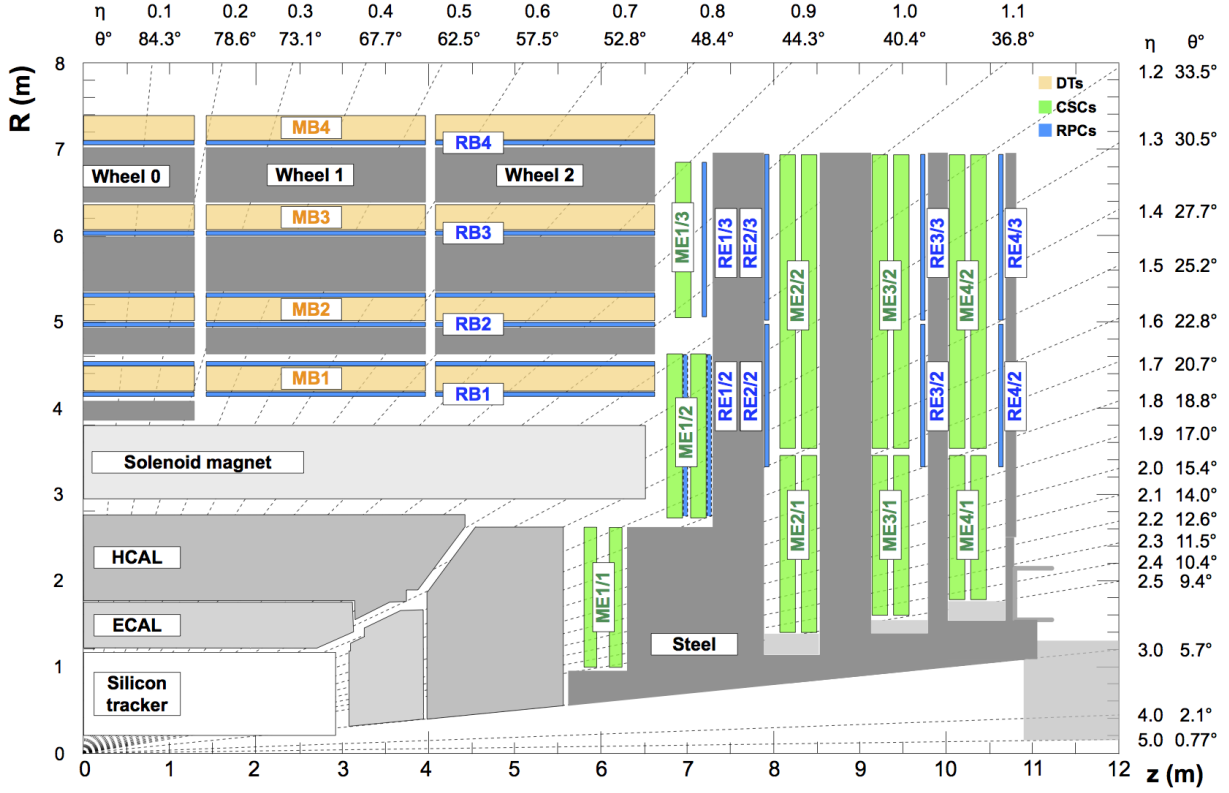 η 0.1 0.2 0.3 0.4 0.5 0.6 0.7 0.8 0.9 1.0 1.1
θ° 84.3° 78.6° 73.1° 67.7° 62.5° 57.5° 52.8° 48.4° 44.3° 40.4° 36.8° η θ°
R (m)
8
7
6
5
4
3
2
1
0
1.2 33.5°
1.3 30.5°
1.4 27.7°
1.5 25.2°
1.6 22.8°
1.7 20.7°
1.8 18.8°
1.9 17.0°
2.0 15.4°
2.1 14.0°
2.2 12.6°
2.3 11.5°
2.4 10.4°
2.5 9.4°
3.0 5.7°
4.0 2.1°
5.0 0.77°
DTs
CSCs
RPCs
MB4
RB4
Wheel 0 Wheel 1 Wheel 2
MB3
RB3
MB2
RB2
MB1
RB1
Solenoid magnet
HCAL
ECAL
Silicon
tracker
Steel
ME1/3
RE1/3
RE2/3
ME2/2
ME3/2
RE3/3
ME4/2
RE4/3
ME1/2
RE1/2
RE2/2
RE3/2
RE4/2
ME1/1
ME2/1
ME3/1
ME4/1
0 1 2 3 4 5 6 7 8 9 10 11 12
z (m)